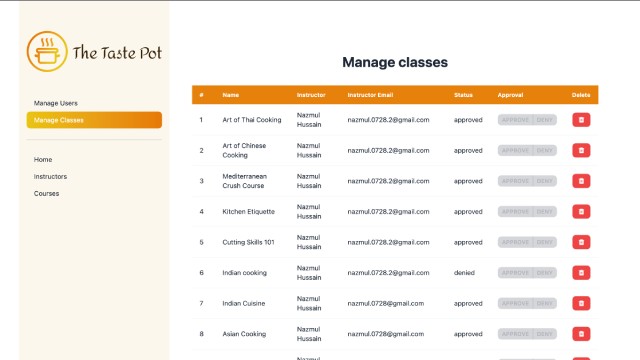 The Taste Pot
Manage Users
Manage Classes
Home
Instructors
Courses
Manage classes
# Name Instructor Instructor Email Status Approval Delete
1 Art of Thai Cooking Nazmul Hussain nazmul.0728.2@gmail.com approved APPROVE DENY
2 Art of Chinese Cooking Nazmul Hussain nazmul.0728.2@gmail.com approved APPROVE DENY
3 Mediterranean Crush Course Nazmul Hussain nazmul.0728.2@gmail.com approved APPROVE DENY
4 Kitchen Etiquette Nazmul Hussain nazmul.0728.2@gmail.com approved APPROVE DENY
5 Cutting Skills 101 Nazmul Hussain nazmul.0728.2@gmail.com approved APPROVE DENY
6 Indian cooking Nazmul Hussain nazmul.0728.2@gmail.com denied APPROVE DENY
7 Indian Cuisine Nazmul Hussain nazmul.0728@gmail.com approved APPROVE DENY
8 Asian Cooking Nazmul Hussain nazmul.0728@gmail.com approved APPROVE DENY